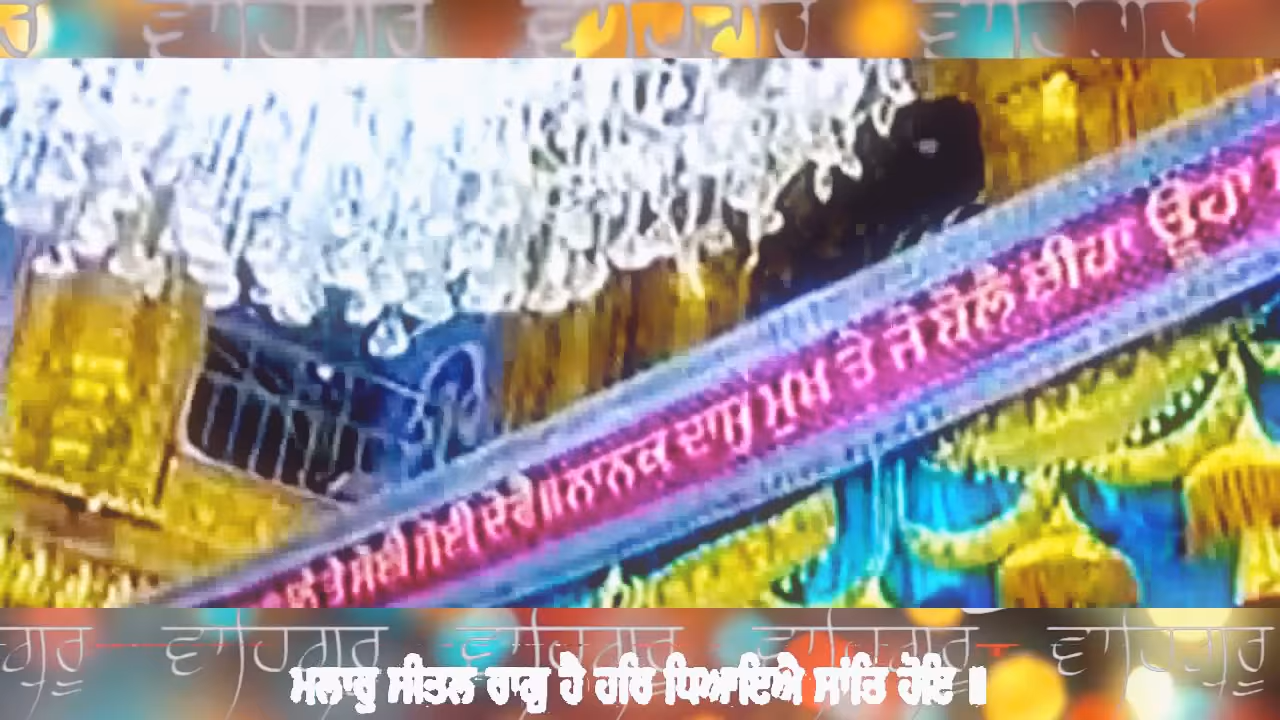 ਵਾਹਿਗੁਰੂ ਵਾਹਿਗੁਰੂ
ਠਾਕੁਰ ਤੇ ਸੇਈ ਸੇਈ ਦੇਵੈ॥ਨਾਨਕ ਦਾਸੁ ਮੁਖ ਤੇ ਜੋ ਬੋਲੈ ਈਹਾ ਊਹਾ
ਗੁਰੂ ਵਾਹਿਗੁਰੂ ਵਾਹਿਗੁਰੂ ਵਾਹਿਗੁਰੂ ਵਾਹਿਗੁਰੂ
ਮਲਾਰੁ ਸੀਤਲ ਰਾਗੁ ਹੈ ਹਰਿ ਧਿਆਇਐ ਸਾਂਤਿ ਹੋਇ ॥